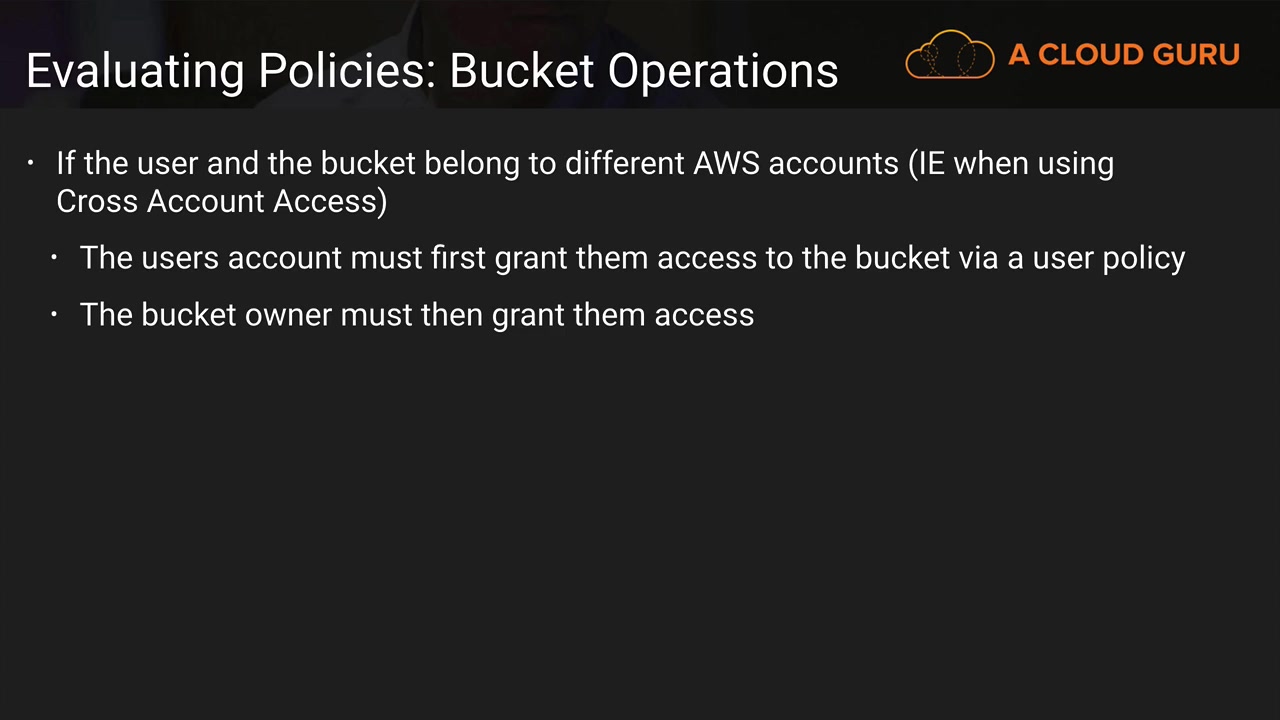 Evaluating Policies: Bucket Operations
A CLOUD GURU
• If the user and the bucket belong to different AWS accounts (IE when using
Cross Account Access)
• The users account must first grant them access to the bucket via a user policy
• The bucket owner must then grant them access